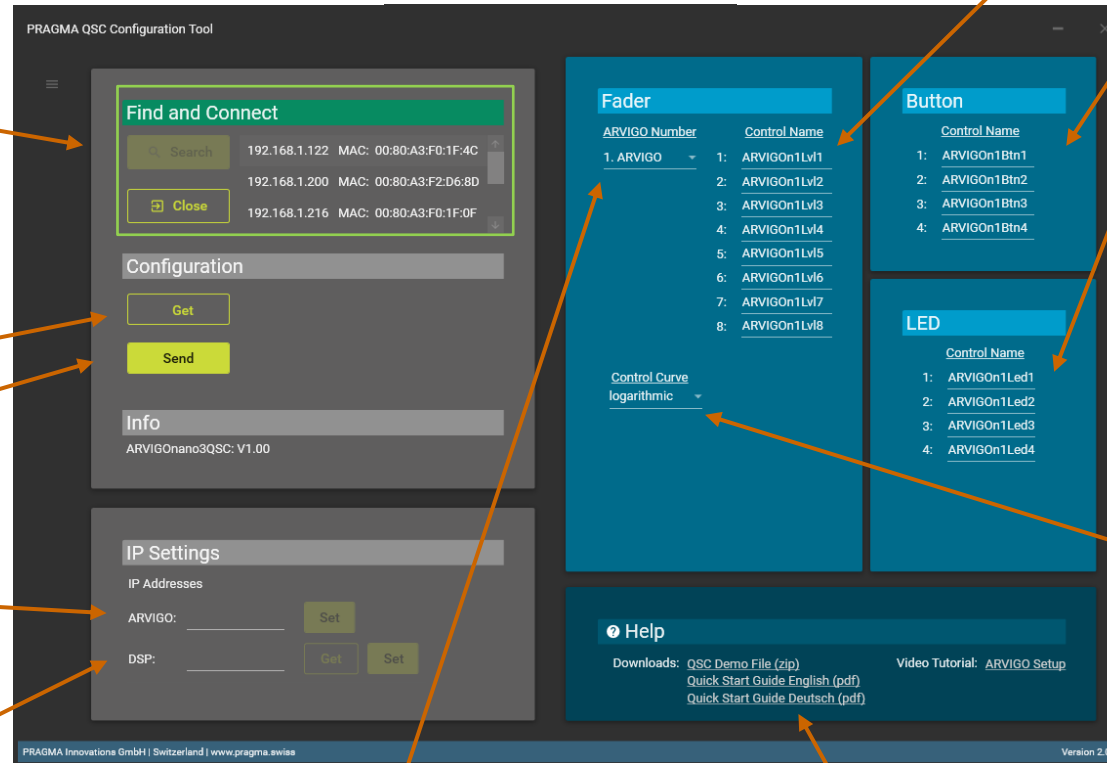 PRAGMA QSC Configuration Tool
Find and Connect
Search
192.168.1.122 MAC: 00:80:A3:F0:1F:4C
192.168.1.200 MAC: 00:80:A3:F2:D6:8D
Close
192.168.1.216 MAC: 00:80:A3:F0:1F:0F
Configuration
Get
Send
Info
ARVIGOnano3QSC: V1.00
IP Settings
IP Addresses
ARVIGO:
Set
DSP:
Get
Set
Fader
ARVIGO Number Control Name
1. ARVIGO 1: ARVIGOn1Lvl1
2: ARVIGOn1Lvl2
3: ARVIGOn1Lvl3
4: ARVIGOn1Lvl4
5: ARVIGOn1Lvl5
6: ARVIGOn1Lvl6
7: ARVIGOn1Lvl7
8: ARVIGOn1Lvl8
Control Curve
logarithmic
Button
Control Name
1: ARVIGOn1Btn1
2: ARVIGOn1Btn2
3: ARVIGOn1Btn3
4: ARVIGOn1Btn4
LED
Control Name
1: ARVIGOn1Led1
2: ARVIGOn1Led2
3: ARVIGOn1Led3
4: ARVIGOn1Led4
Help
Downloads: QSC Demo File (zip)
Quick Start Guide English (pdf)
Quick Start Guide Deutsch (pdf)
Video Tutorial: ARVIGO Setup
PRAGMA Innovations GmbH | Switzerland | www.pragma.swiss
Version 2.0